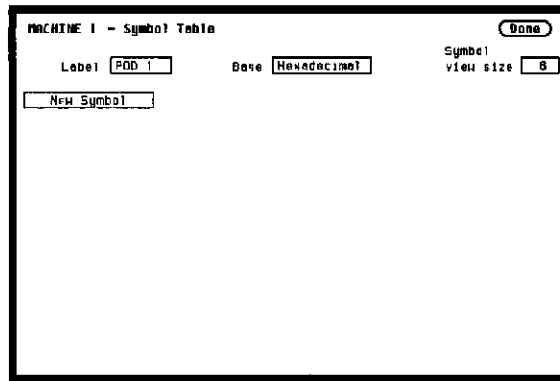 MACHINE 1 - Symbol Table Done
Label POD 1 Base Hexadecimal Symbol view size 8
New Symbol